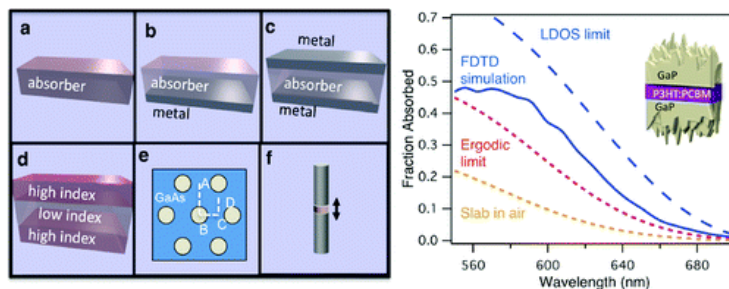 a
absorber
b
absorber
metal
c
metal
absorber
metal
d
high index
low index
high index
e
GaAs
A
B
C
D
f
Fraction Absorbed
0.7
0.6
0.5
0.4
0.3
0.2
0.1
0.0
LDOS limit
FDTD
simulation
Ergodic
limit
Slab in air
GaP
P3HT:PCBM
GaP
560
600
640
680
Wavelength (nm)